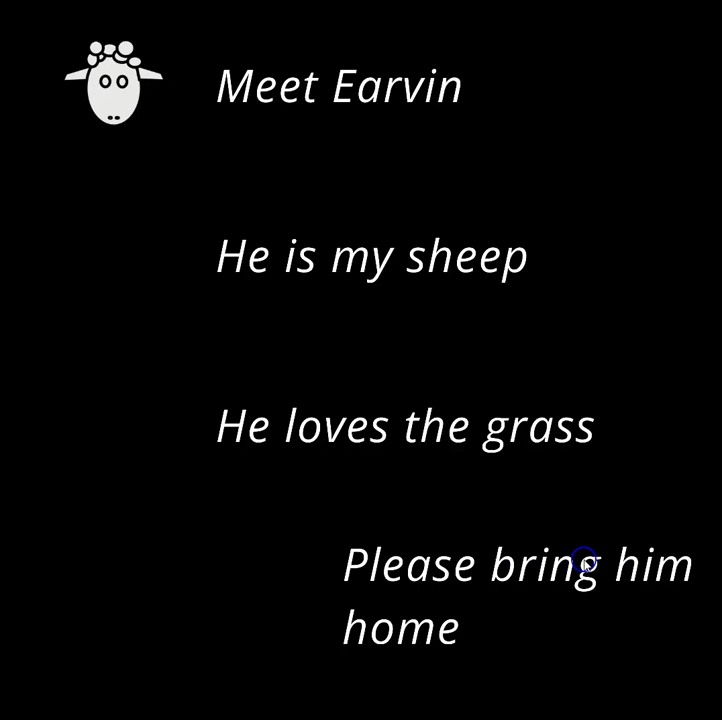 Meet Earvin
He is my sheep
He loves the grass
Please bring him
home